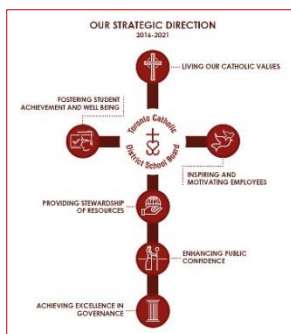 OUR STRATEGIC DIRECTION
2016-2021
LIVING OUR CATHOLIC VALUES
FOSTERING STUDENT
ACHIEVEMENT AND WELL BEING
Toronto Catholic
District School Board
INSPIRING AND
MOTIVATING EMPLOYEES
PROVIDING STEWARDSHIP
OF RESOURCES
ENHANCING PUBLIC
CONFIDENCE
ACHIEVING EXCELLENCE IN
GOVERNANCE